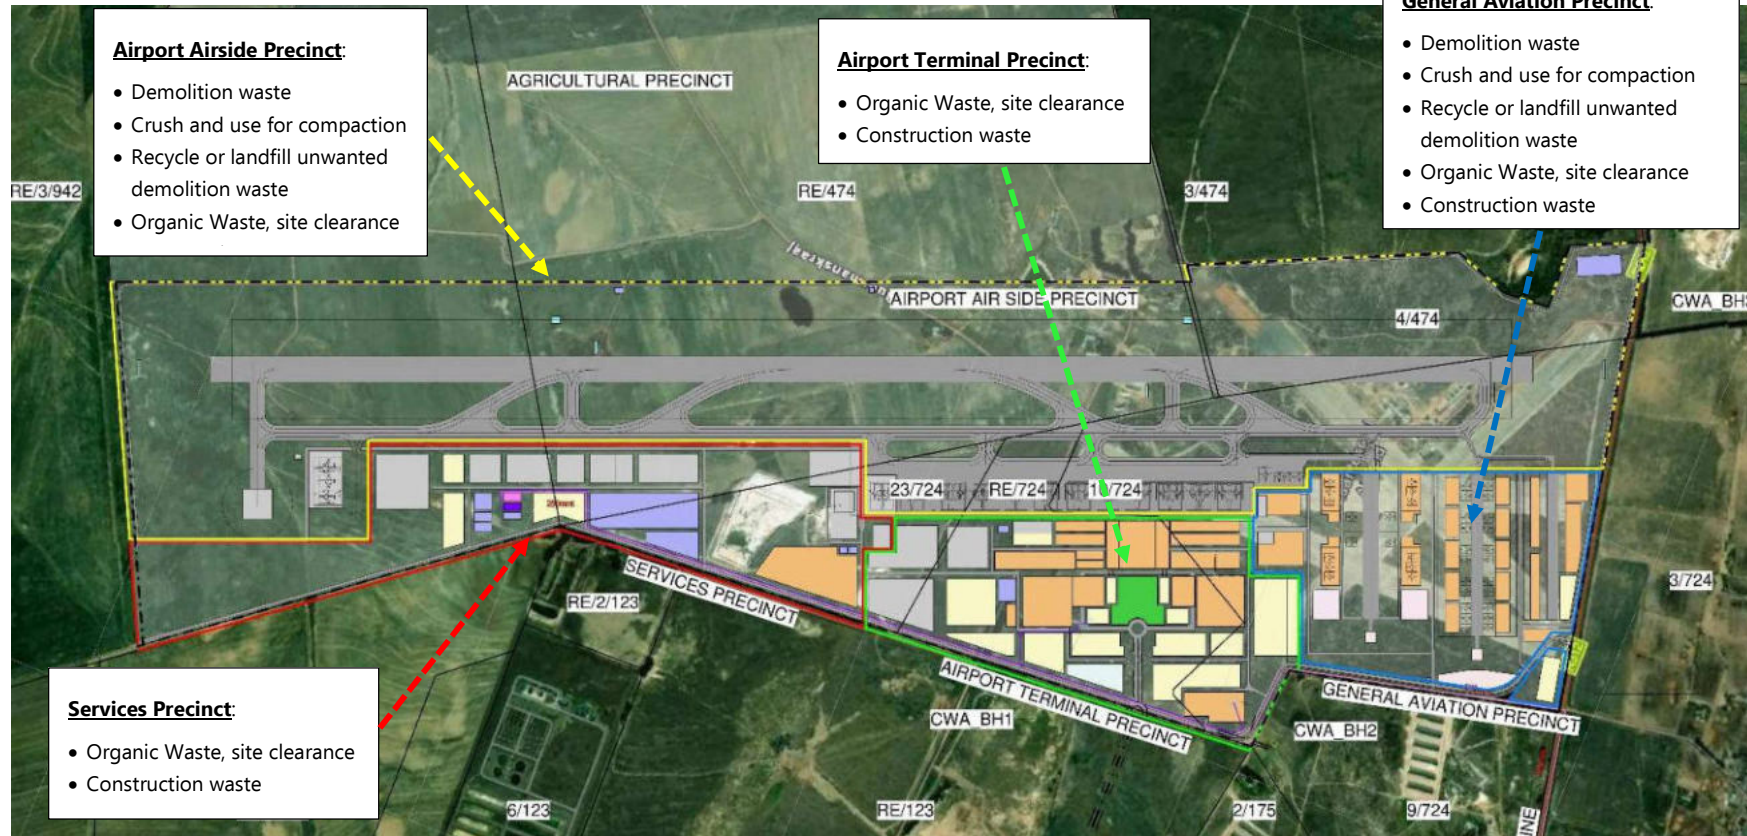 General Aviation Precinct:
• Demolition waste
• Crush and use for compaction
• Recycle or landfill unwanted
demolition waste
• Organic Waste, site clearance
• Construction waste
Airport Airside Precinct:
• Demolition waste
• Crush and use for compaction
• Recycle or landfill unwanted
demolition waste
• Organic Waste, site clearance
Airport Terminal Precinct:
• Organic Waste, site clearance
• Construction waste
AGRICULTURAL PRECINCT
RE/3/942
RE/474
3/474
AIRPORT AIR SIDE PRECINCT
4/474
23/724
RE/724
SERVICES PRECINCT
RE/2/123
3/724
AIRPORT TERMINAL PRECINCT
GENERAL AVIATION PRECINCT
CWA_BH1
CWA_BH2
Services Precinct:
• Organic Waste, site clearance
• Construction waste
6/123
RE/123
2/175
9/724